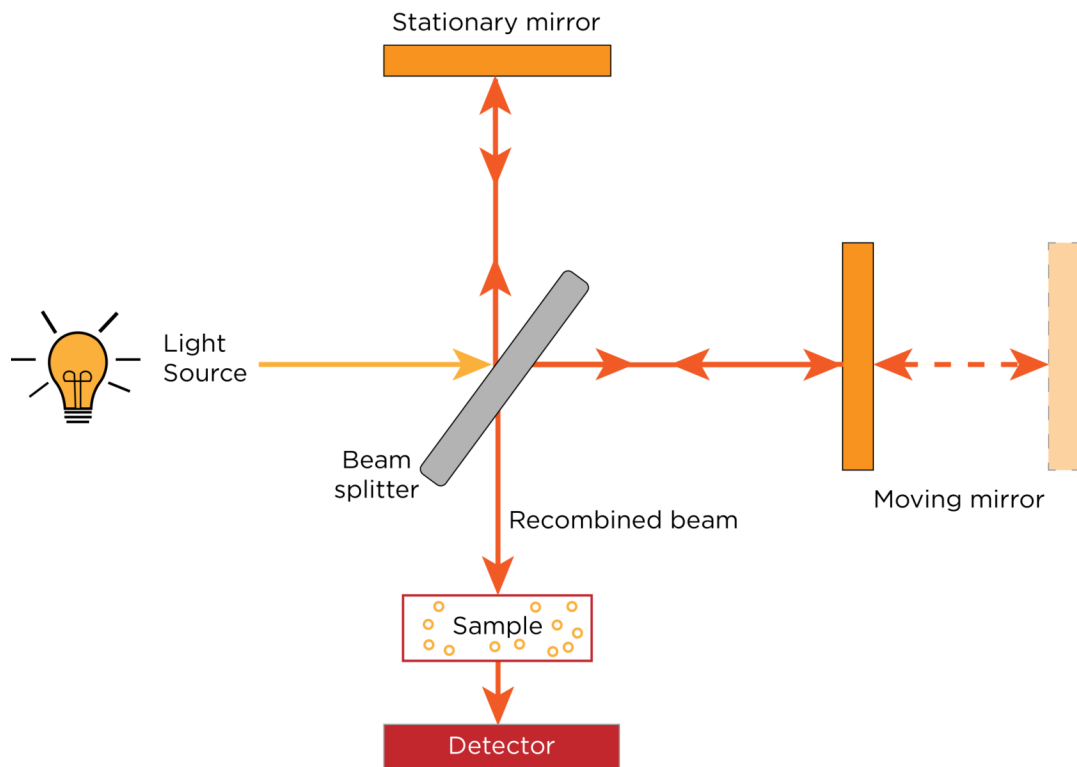 Stationary mirror
Light
Source
Beam
splitter
Moving mirror
Recombined beam
Sample
Detector